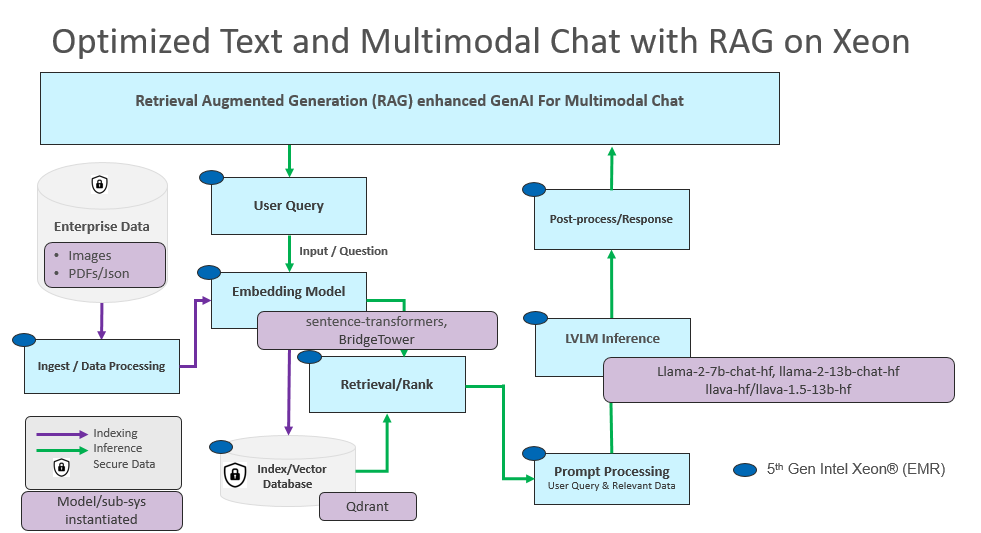 Optimized Text and Multimodal Chat with RAG on Xeon
Retrieval Augmented Generation (RAG) enhanced GenAI For Multimodal Chat
Enterprise Data
• Images
• PDFs/Json
User Query
Input / Question
Embedding Model
sentence-transformers,
BridgeTower
Ingest / Data Processing
Retrieval/Rank
Index/Vector
Database
Qdrant
Post-process/Response
LVLM Inference
Llama-2-7b-chat-hf, llama-2-13b-chat-hf
llava-hf/llava-1.5-13b-hf
Prompt Processing
User Query & Relevant Data
Indexing
Inference
Secure Data
Model/sub-sys
instantiated
5th Gen Intel Xeon® (EMR)